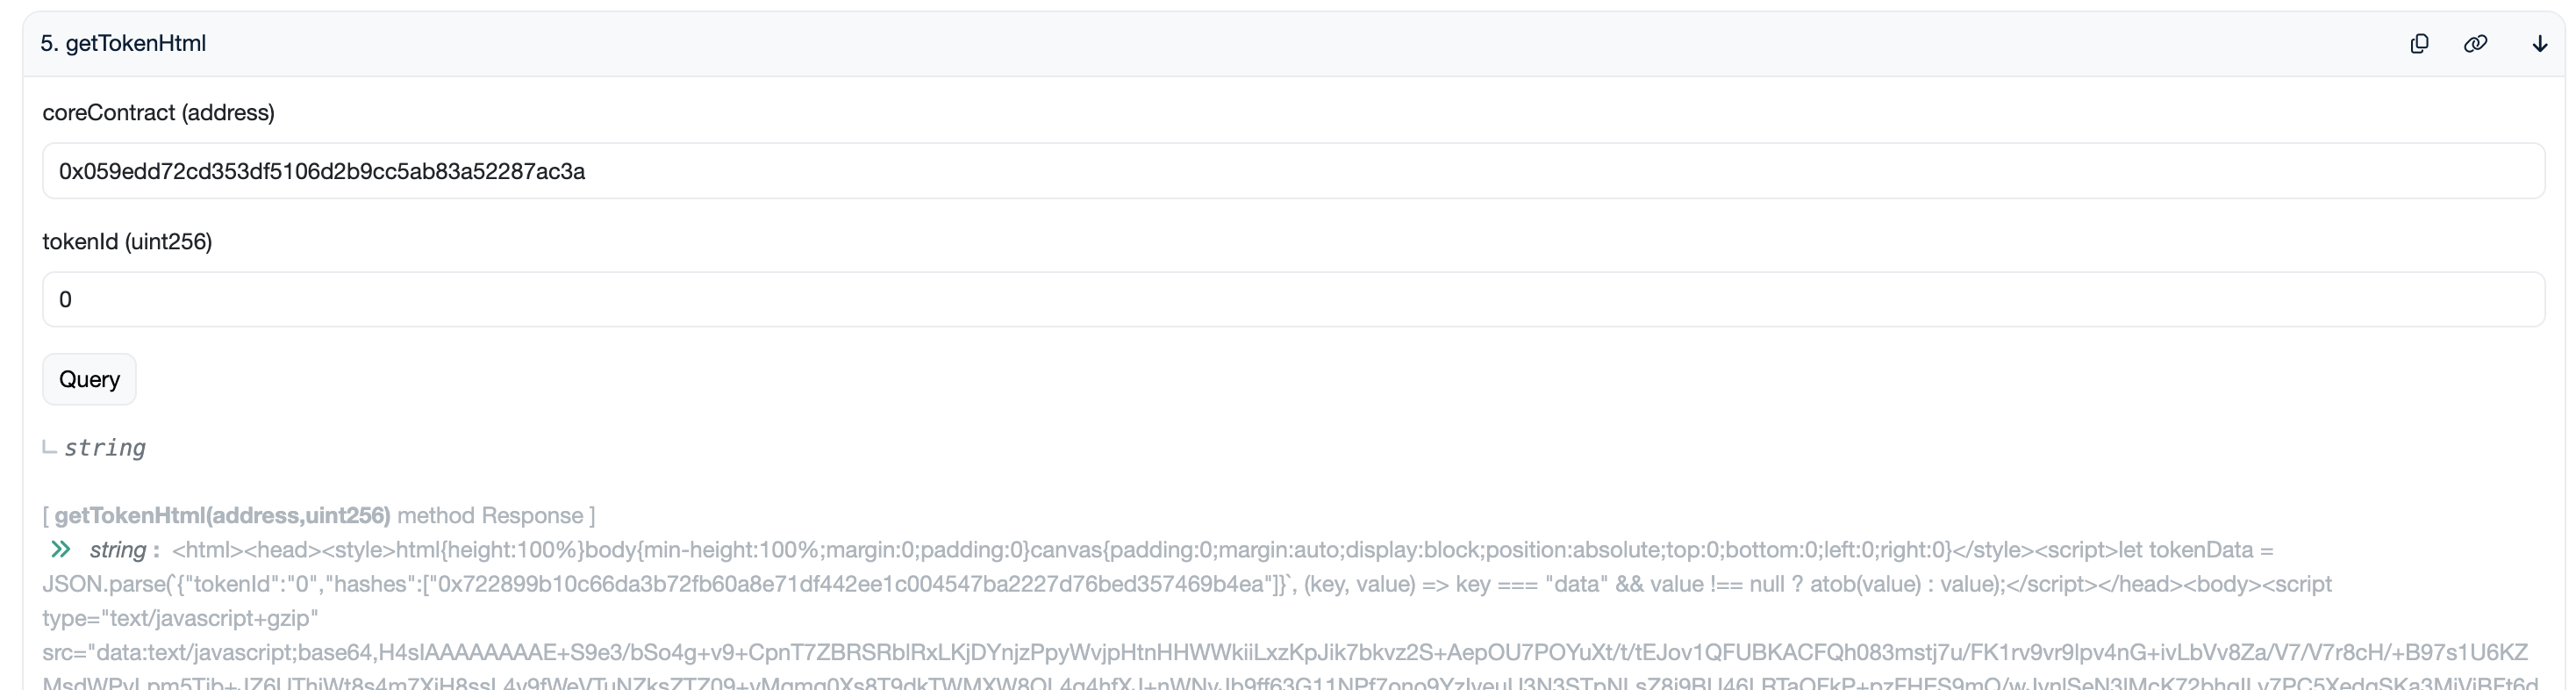 5. getTokenHtml
coreContract (address)
0x059edd72cd353df5106d2b9cc5ab83a52287ac3a
tokenId (uint256)
0
Query
string
[ getTokenHtml(address,uint256) method Response ]
string : <html><head><style>html{height:100%}body{min-height:100%;margin:0;padding:0}canvas{padding:0;margin:auto;display:block;position:absolute;top:0;bottom:0;left:0;right:0}</style><script>let tokenData =
JSON.parse(`{"tokenId":"0","hashes":["0x722899b10c66da3b72fb60a8e71df442ee1c004547ba2227d76bed357469b4ea"]}`, (key, value) => key === "data" && value !== null ? atob(value) : value);</script></head><body><script
type="text/javascript+gzip"
src="data:text/javascript;base64,H4sIAAAAAAAAE+S9e3/bSo4g+v9+CpnT7ZBRSRblRxLKjDYnjzPpyWvjpHtnHHWWkiiLxzKpJik7bkvz2S+AepOU7POYuXt/t/tEJov1QFUBKACFQh083mstj7u/FK1rv9vr9lpv4nG+ivLbVv8Za/V7/V7r8cH/+B97s1U6KZ